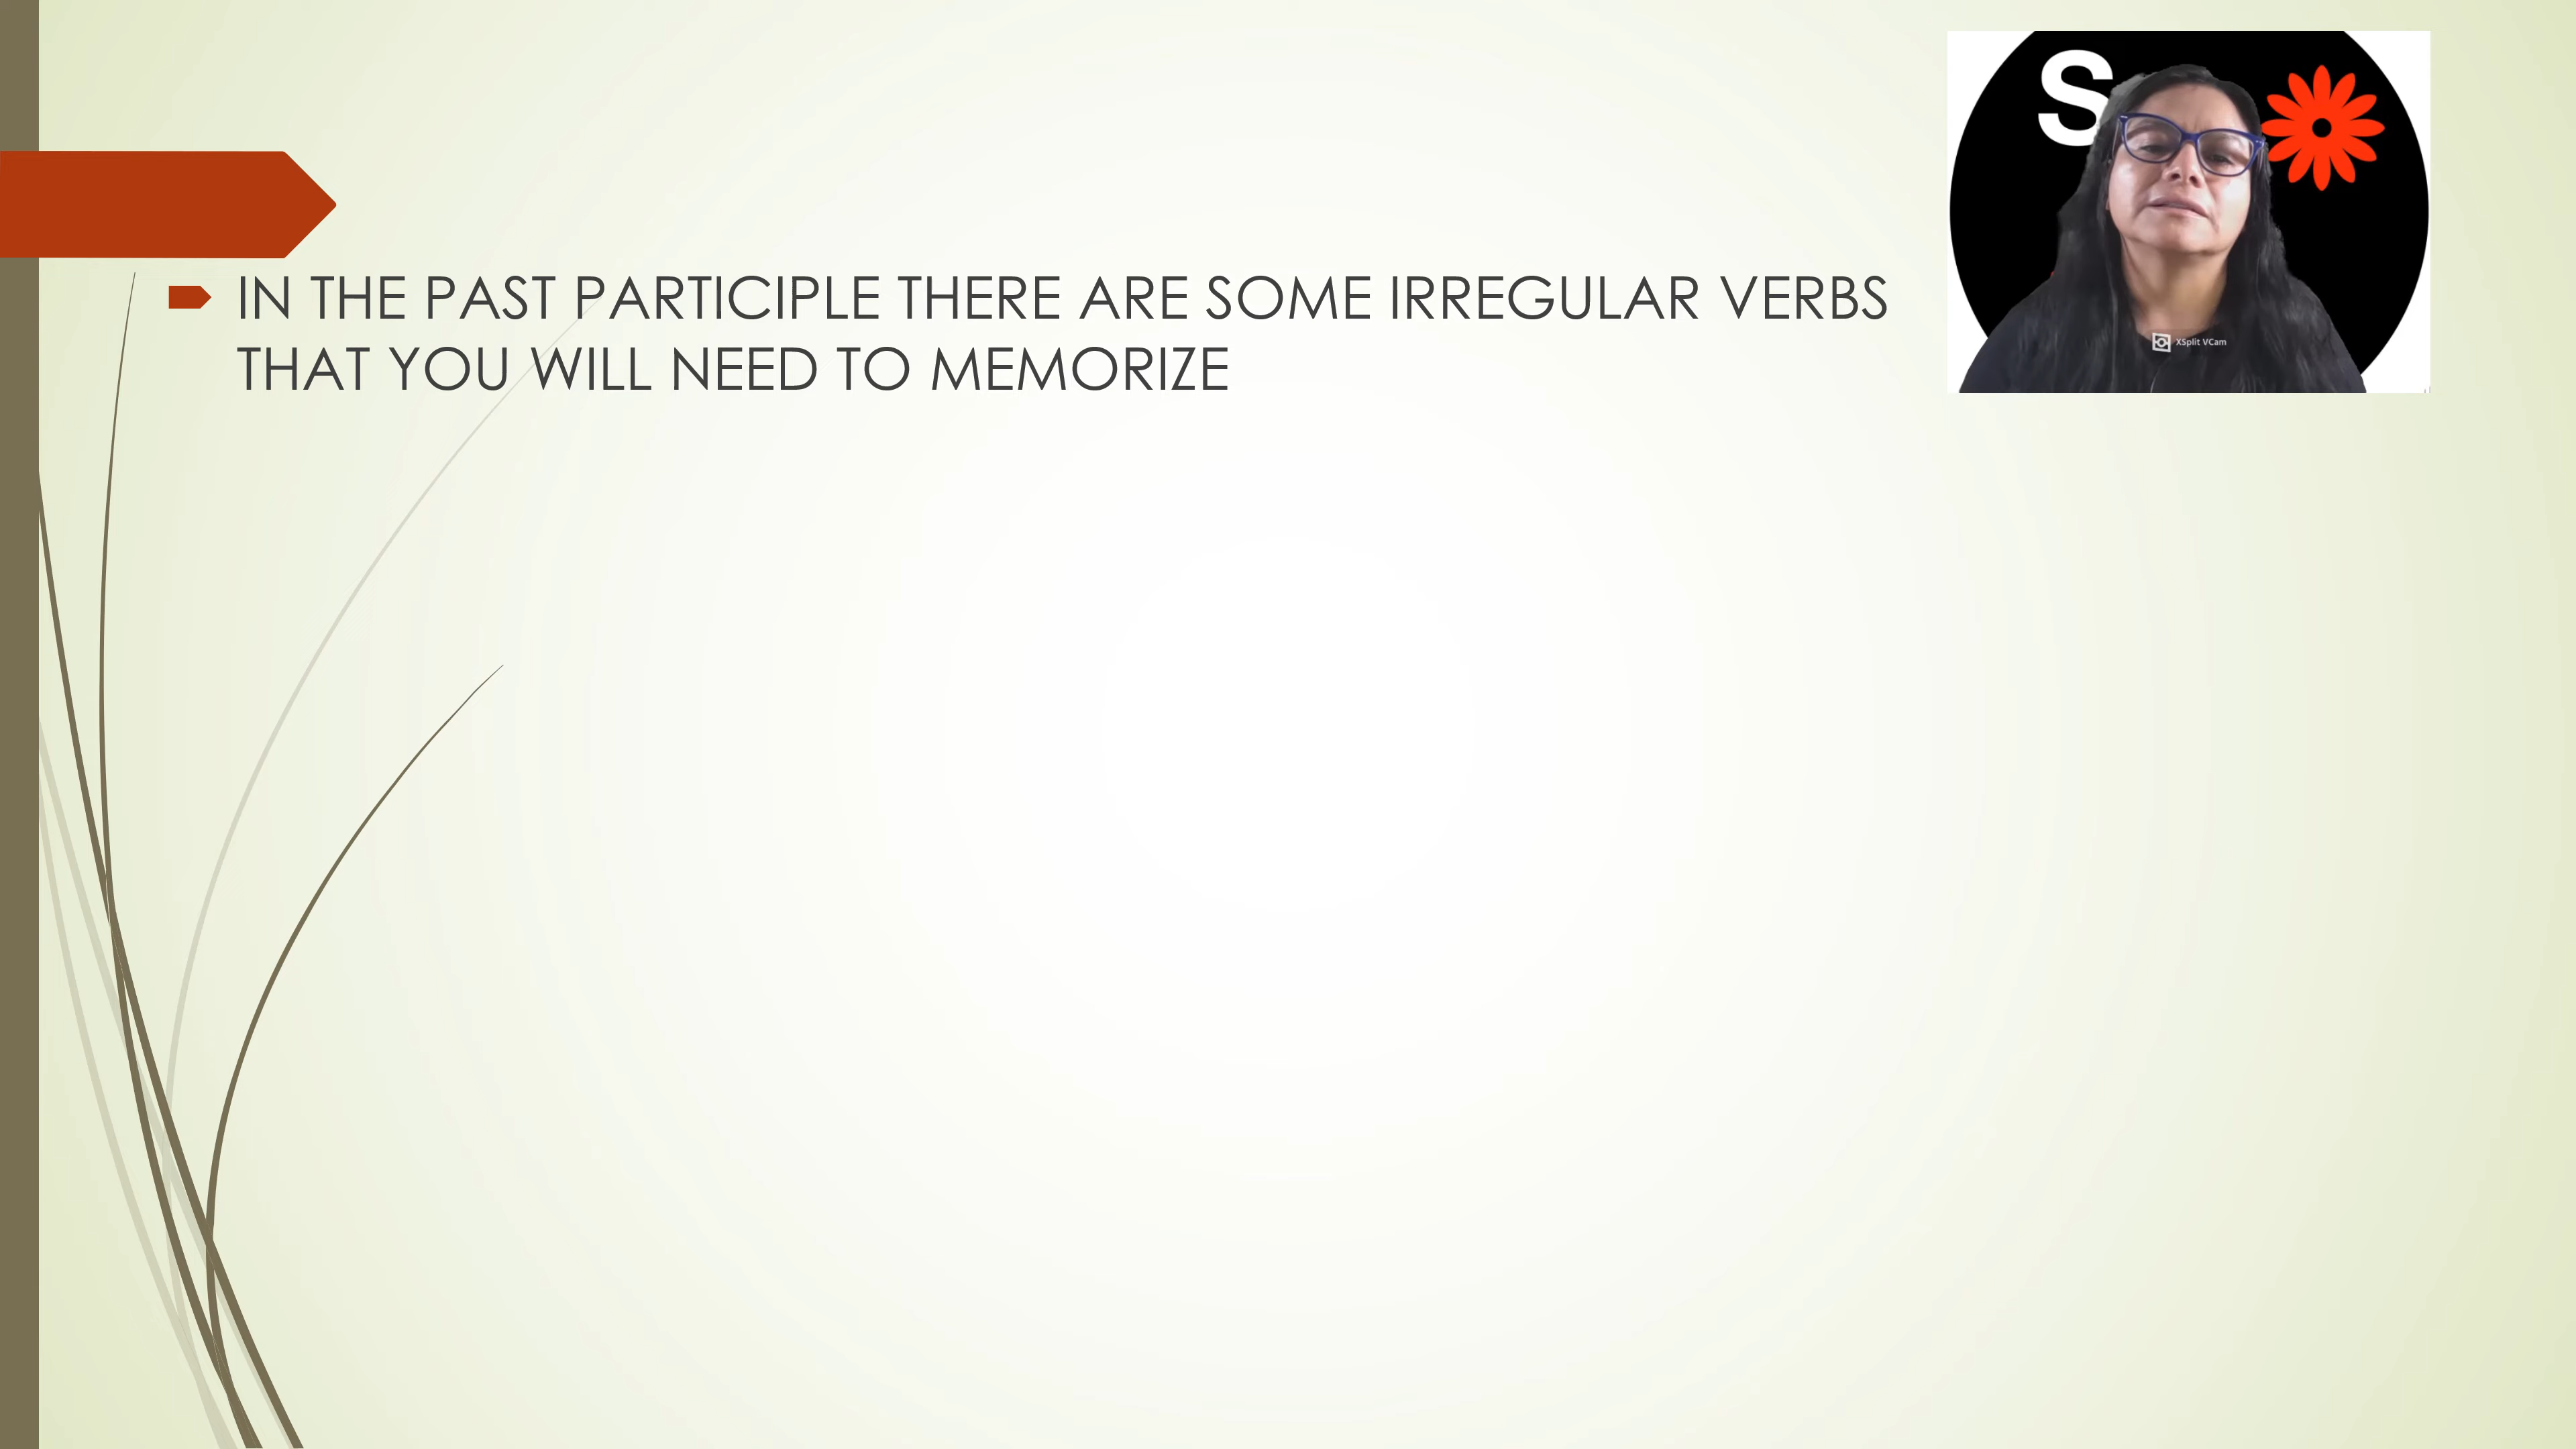 S
IN THE PAST PARTICIPLE THERE ARE SOME IRREGULAR VERBS
THAT YOU WILL NEED TO MEMORIZE
XSplit VCam